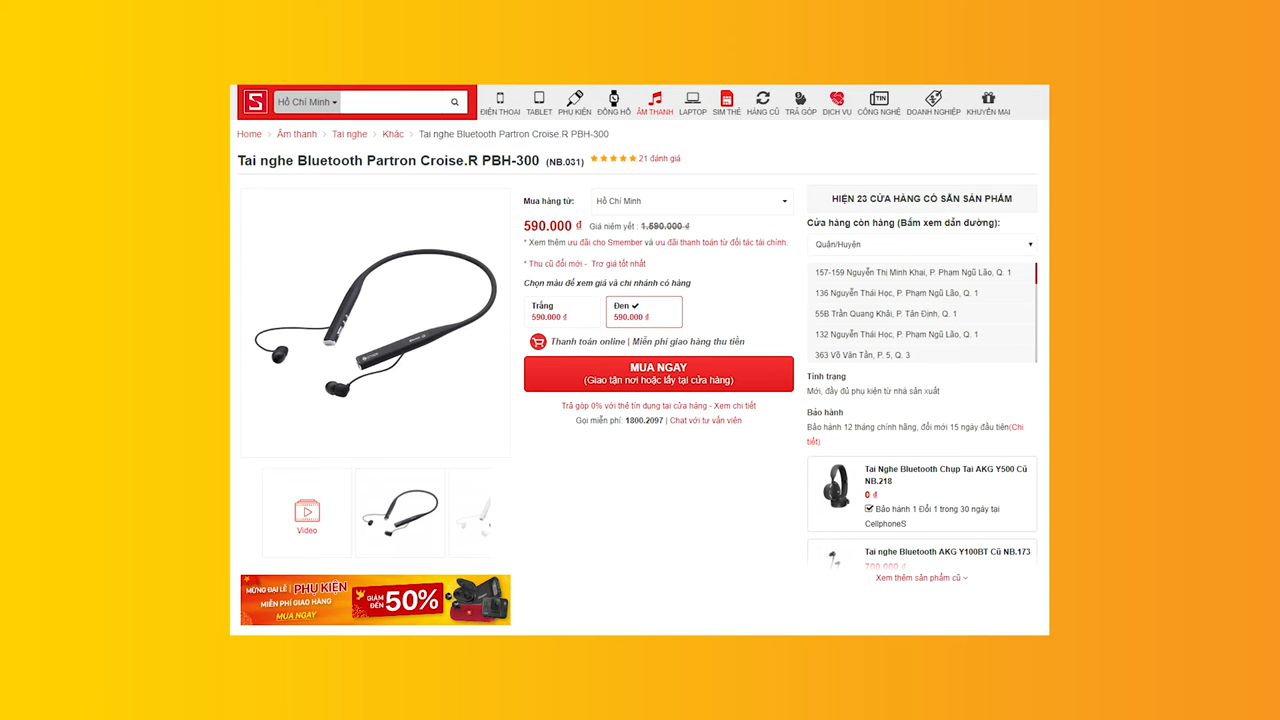 S
Hồ Chí Minh
ĐIỆN THOẠI
TABLET
PHỤ KIỆN
ĐỒNG HỒ
ÂM THANH
LAPTOP
SIM THẺ
HÀNG CŨ
TRẢ GÓP
DỊCH VỤ
CÔNG NGHỆ
DOANH NGHIỆP
KHUYẾN MẠI
TIN
Home > Âm thanh > Tai nghe > Khác > Tai nghe Bluetooth Partron Croise.R PBH-300
Tai nghe Bluetooth Partron Croise.R PBH-300 (NB.031) 21 đánh giá
Video
MỪNG ĐẠI LỄ | PHỤ KIỆN
MIỄN PHÍ GIAO HÀNG
MUA NGAY
GIẢM ĐẾN 50%
Mua hàng từ: Hồ Chí Minh
590.000 ₫ Giá niêm yết : 1.590.000 ₫
* Xem thêm ưu đãi cho Smember và ưu đãi thanh toán từ đối tác tài chính.
* Thu cũ đổi mới - Trợ giá tốt nhất
Chọn màu để xem giá và chi nhánh có hàng
Trắng
590.000 ₫
Đen
590.000 ₫
Thanh toán online | Miễn phí giao hàng thu tiền
MUA NGAY
(Giao tận nơi hoặc lấy tại cửa hàng)
Trả góp 0% với thẻ tín dụng tại cửa hàng - Xem chi tiết
Gọi miễn phí: 1800.2097 | Chat với tư vấn viên
HIỆN 23 CỬA HÀNG CÓ SẴN SẢN PHẨM
Cửa hàng còn hàng (Bấm xem dẫn đường):
Quận/Huyện
157-159 Nguyễn Thị Minh Khai, P. Phạm Ngũ Lão, Q. 1
136 Nguyễn Thái Học, P. Phạm Ngũ Lão, Q. 1
55B Trần Quang Khải, P. Tân Định, Q. 1
132 Nguyễn Thái Học, P. Phạm Ngũ Lão, Q. 1
363 Võ Văn Tần, P. 5, Q. 3
Tình trạng
Mới, đầy đủ phụ kiện từ nhà sản xuất
Bảo hành
Bảo hành 12 tháng chính hãng, đổi mới 15 ngày đầu tiên(Chi
tiết)
Tai Nghe Bluetooth Chụp Tai AKG Y500 Cũ
NB.218
0 ₫
Bảo hành 1 Đổi 1 trong 30 ngày tại
CellphoneS
Tai nghe Bluetooth AKG Y100BT Cũ NB.173
700.000 ₫
Xem thêm sản phẩm cũ